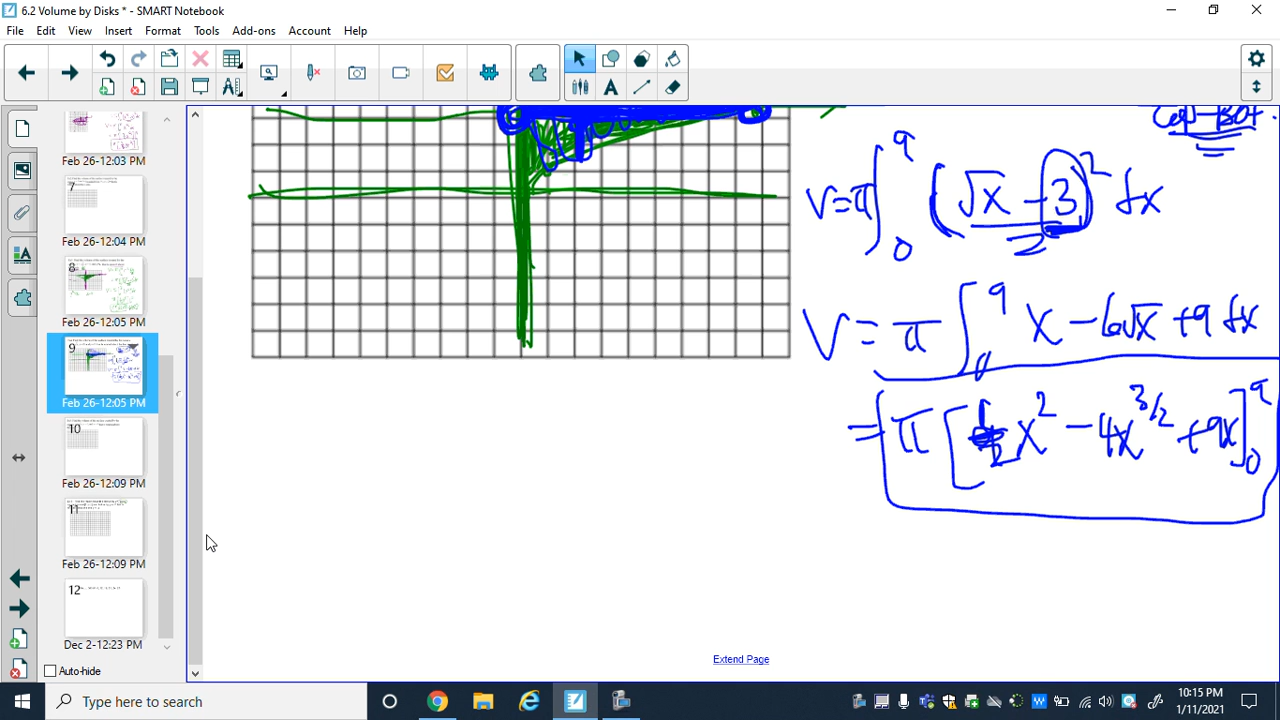 6.2 Volume by Disks * - SMART Notebook
File Edit View Insert Format Tools Add-ons Account Help
Feb 26-12:03 PM
7
Feb 26-12:04 PM
8
Feb 26-12:05 PM
9
Feb 26-12:05 PM
10
Feb 26-12:09 PM
11
Feb 26-12:09 PM
12
Dec 2-12:23 PM
Auto-hide
V=π∫₀⁹ (√x - 3)² dx
V = π∫₀⁹ x - 6√x + 9 dx
= π[1/2 x² - 4x^3/2 + 9x]₀⁹
Extend Page
Type here to search
10:15 PM
1/11/2021